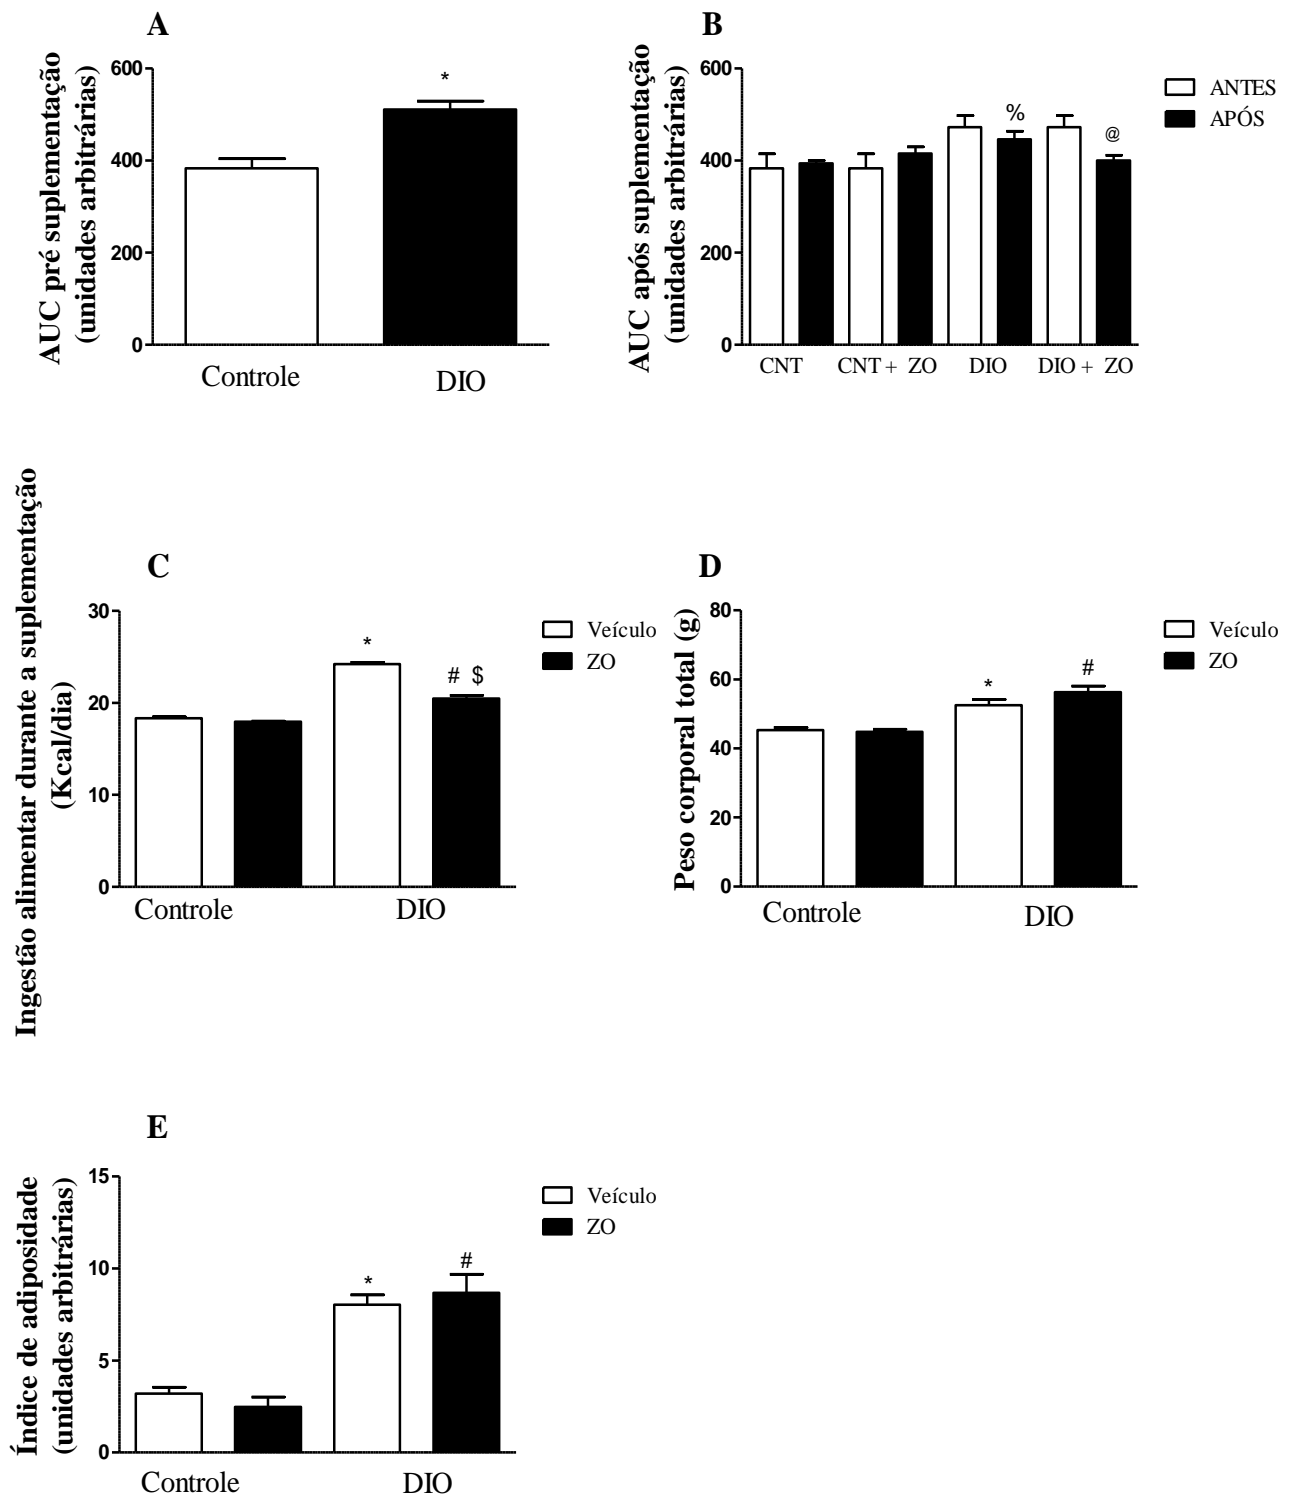 A
AUC pré suplementação
(unidades arbitrárias)
600
400
200
0
*
Controle
DIO
B
AUC após suplementação
(unidades arbitrárias)
600
400
200
0
%
@
CNT
CNT + ZO
DIO
DIO + ZO
ANTES
APÓS
C
Ingestão alimentar durante a suplementação
(Kcal/dia)
30
20
10
0
*
# $
Controle
DIO
Veículo
ZO
D
Peso corporal total (g)
80
60
40
20
0
*
#
Controle
DIO
Veículo
ZO
E
Índice de adiposidade
(unidades arbitrárias)
15
10
5
0
*
#
Controle
DIO
Veículo
ZO